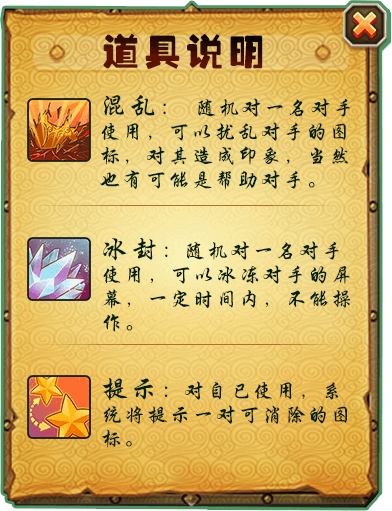 道具说明
混乱：随机对一名对手
使用，可以扰乱对手的图
标，对其造成印象，当然
也有可能是帮助对手。
冰封：随机对一名对手
使用，可以冰冻对手的屏
幕，一定时间内，不能操
作。
提示：对自已使用，系
统将提示一对可消除的图
标。